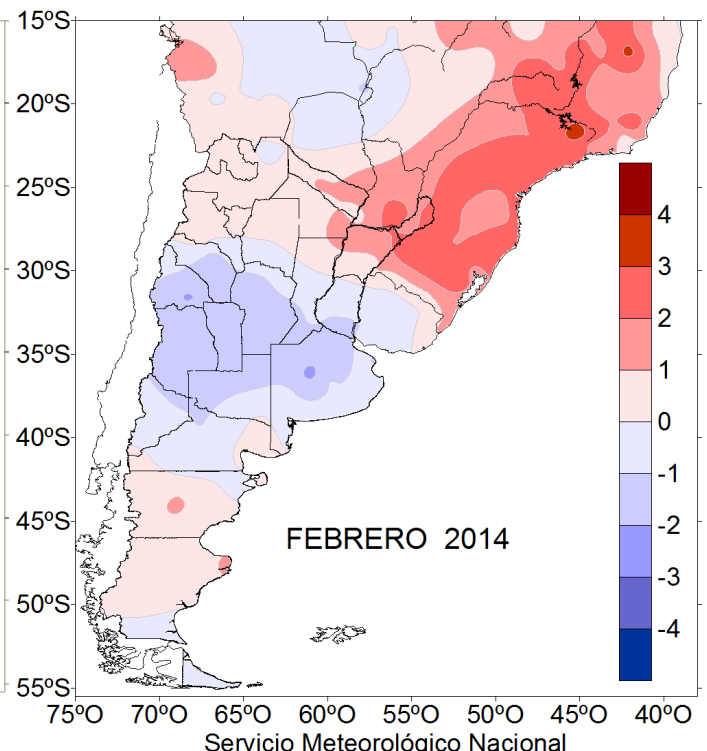 15ºS
20ºS
25ºS
30ºS
35ºS
40ºS
45ºS
50ºS
55ºS
4
3
2
1
0
-1
-2
-3
-4
FEBRERO 2014
75ºO 70ºO 65ºO 60ºO 55ºO 50ºO 45ºO 40ºO
Servicio Meteorológico Nacional